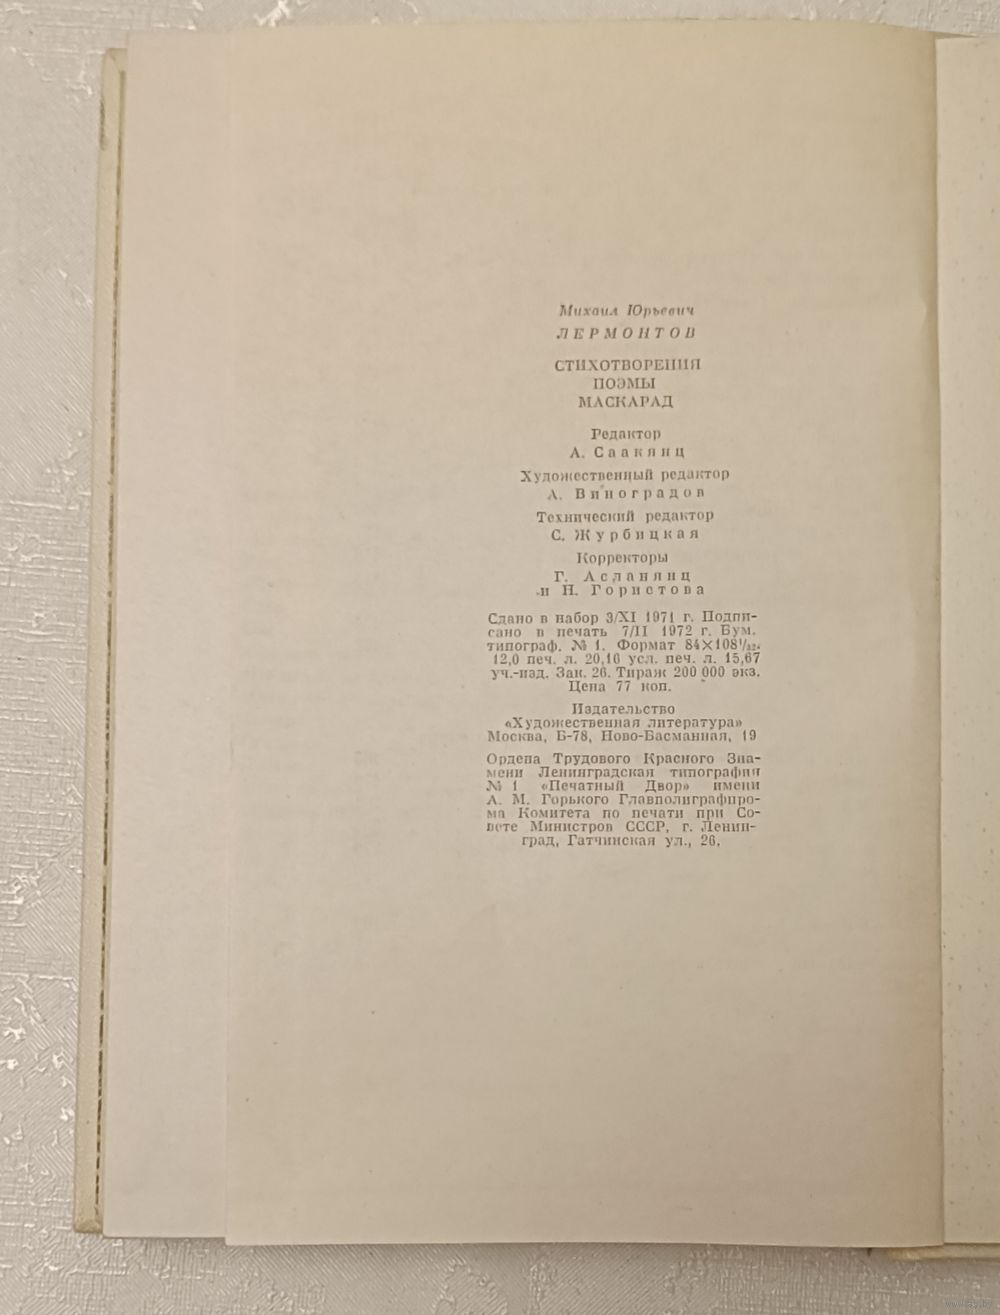 Михаил Юрьевич
ЛЕРМОНТОВ
СТИХОТВОРЕНИЯ
ПОЭМЫ
МАСКАРАД
Редактор
А. Саакянц
Художественный редактор
А. Виноградов
Технический редактор
С. Журбицкая
Корректоры
Г. Асланянц
и Н. Гористова
Сдано в набор 3/XI 1971 г. Подпи-
сано в печать 7/II 1972 г. Бум.
типограф. № 1. Формат 84×108¹/₃₂.
12,0 печ. л. 20,16 усл. печ. л. 15,67
уч.-изд. Зак. 26. Тираж 200 000 экз.
Цена 77 коп.
Издательство
«Художественная литература»
Москва, Б-78, Ново-Басманная, 19
Ордена Трудового Красного Зна-
мени Ленинградская типография
№ 1 «Печатный Двор» имени
А. М. Горького Главполиграфпро-
ма Комитета по печати при Со-
вете Министров СССР, г. Ленин-
град, Гатчинская ул., 26.